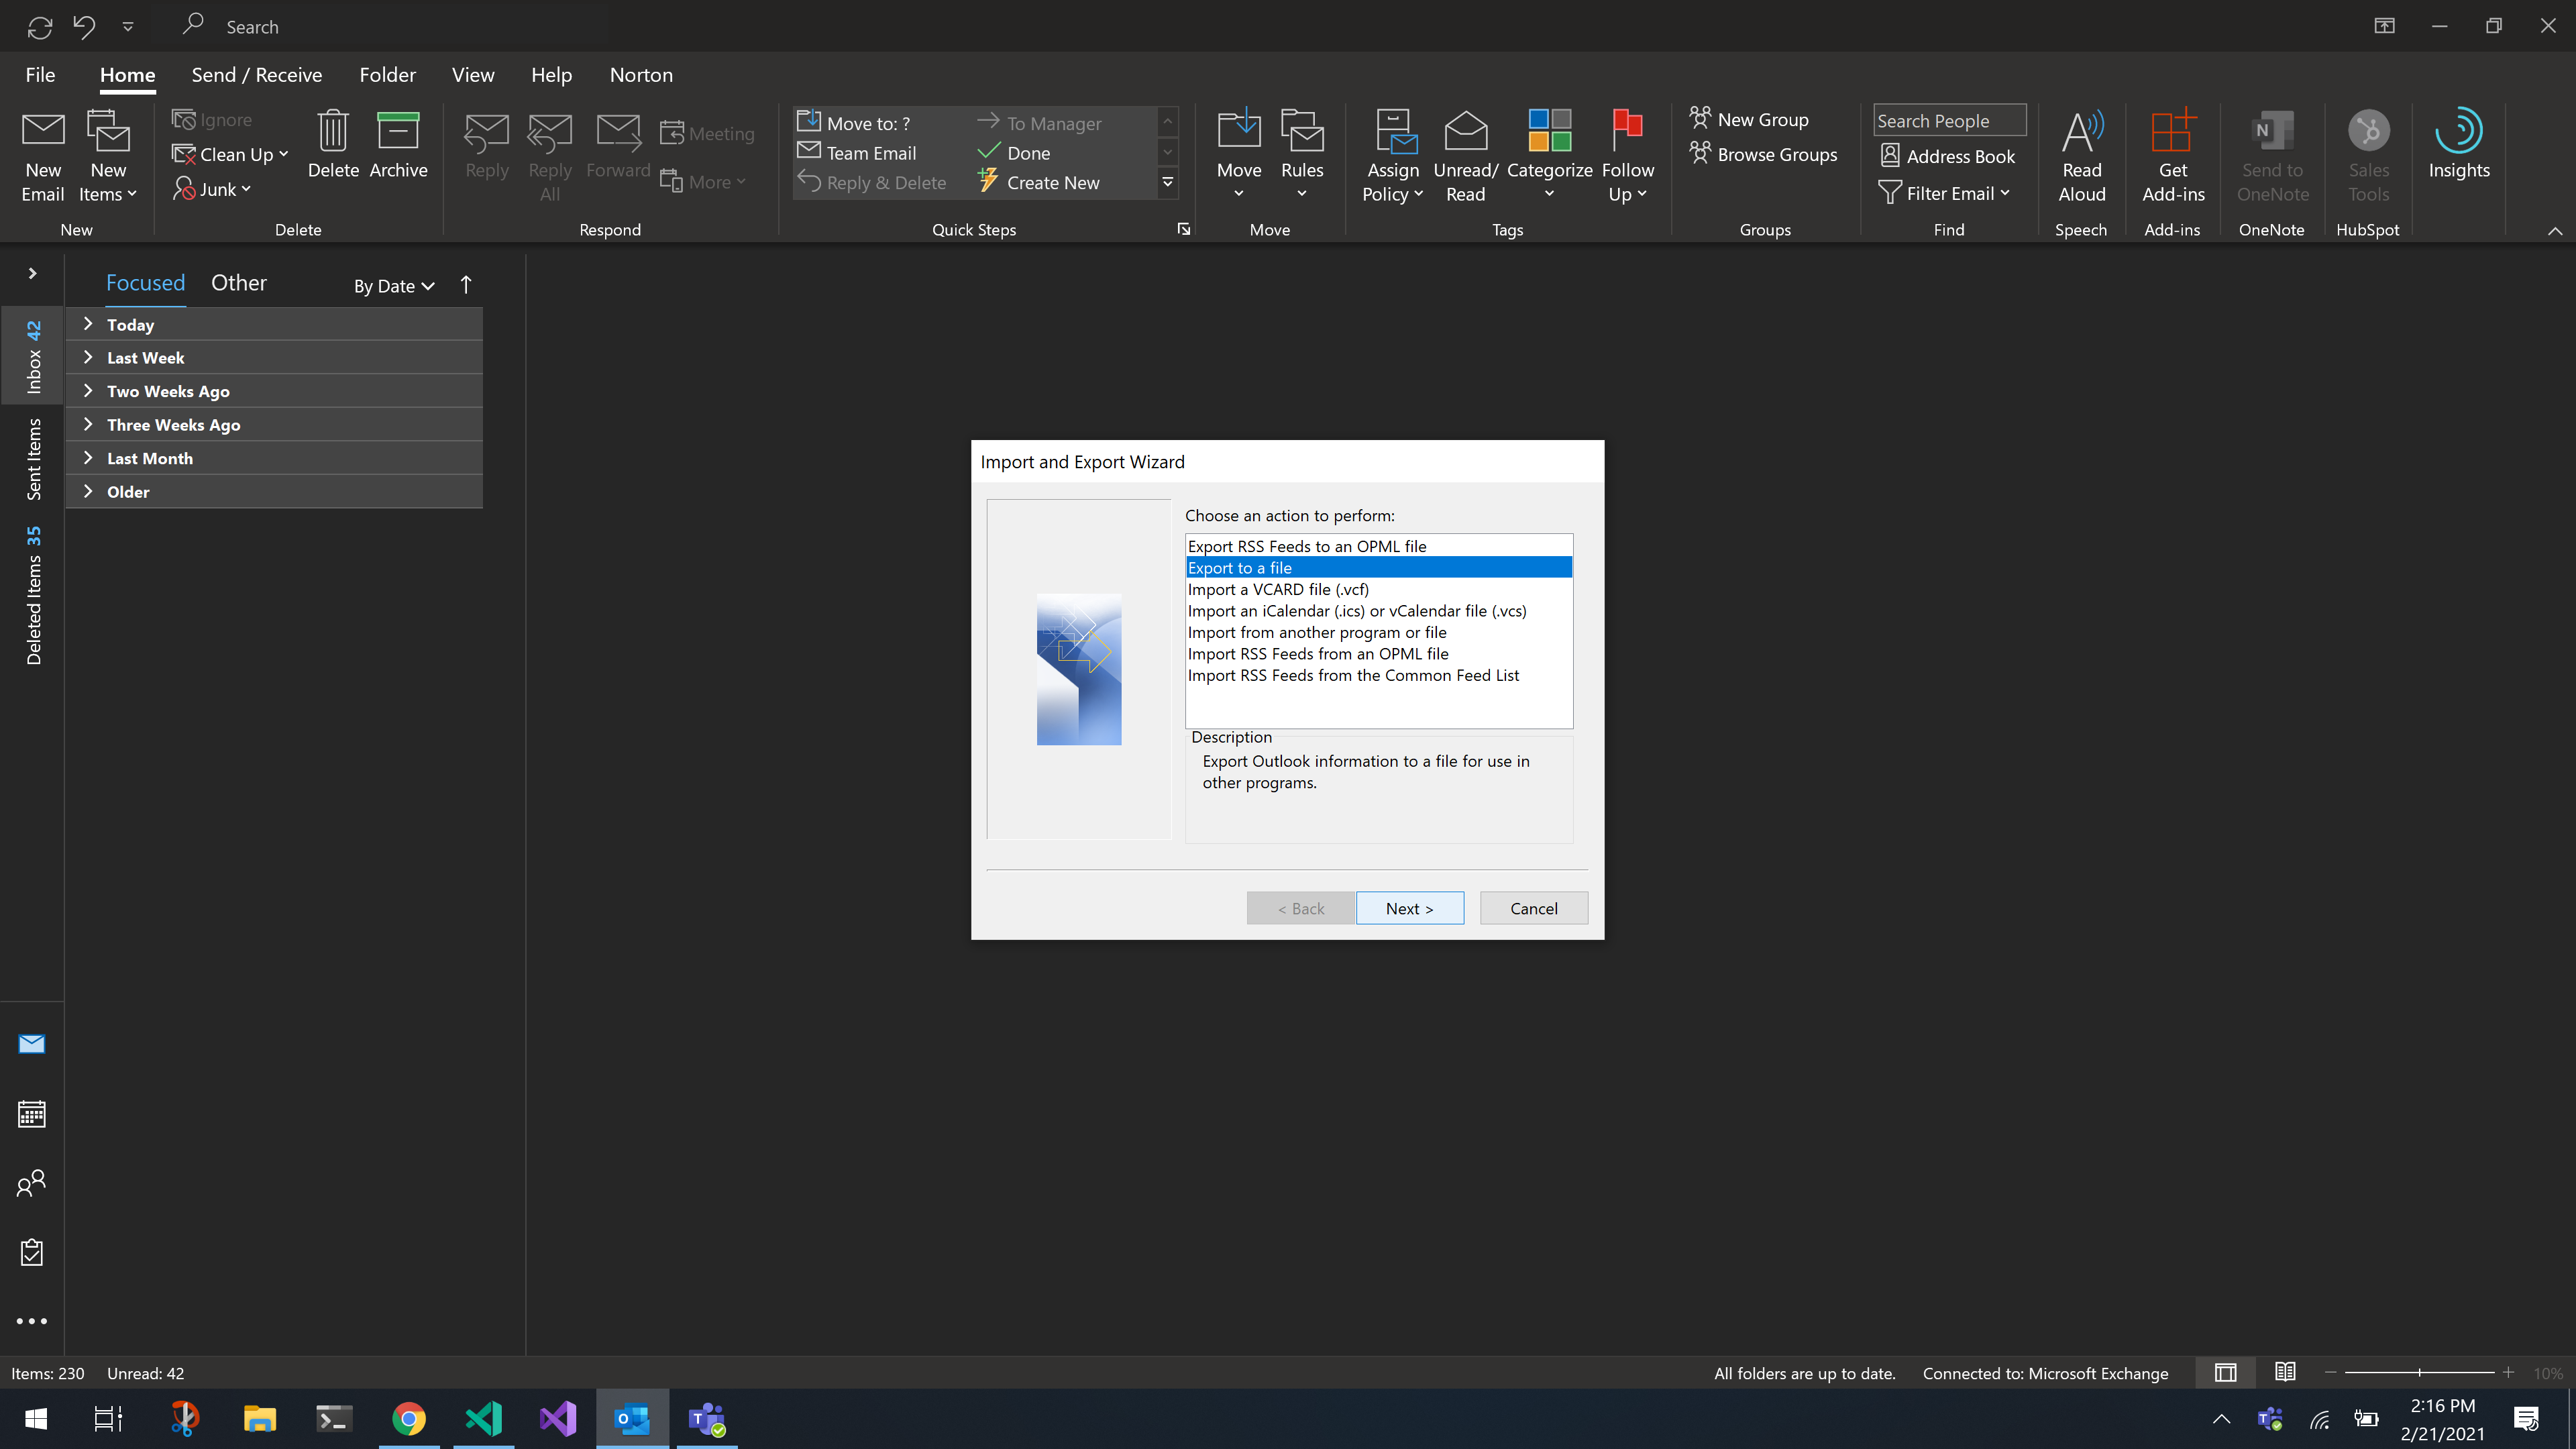 Search
File Home Send / Receive Folder View Help Norton
New Email
New Items
Ignore
Clean Up
Junk
Delete
Archive
Reply
Reply All
Forward
Meeting
More
Move to: ?
Team Email
Reply & Delete
To Manager
Done
Create New
Move
Rules
Assign Policy
Unread/ Read
Categorize
Follow Up
New Group
Browse Groups
Search People
Address Book
Filter Email
Read Aloud
Get Add-ins
Send to OneNote
Sales Tools
Insights
New Delete Respond Quick Steps Move Tags Groups Find Speech Add-ins OneNote HubSpot
Focused Other By Date
Today
Last Week
Two Weeks Ago
Three Weeks Ago
Last Month
Older
Inbox 42
Sent Items
Deleted Items 35
Import and Export Wizard
Choose an action to perform:
Export RSS Feeds to an OPML file
Export to a file
Import a VCARD file (.vcf)
Import an iCalendar (.ics) or vCalendar file (.vcs)
Import from another program or file
Import RSS Feeds from an OPML file
Import RSS Feeds from the Common Feed List
Description
Export Outlook information to a file for use in
other programs.
< Back Next > Cancel
Items: 230 Unread: 42 All folders are up to date. Connected to: Microsoft Exchange 10%
2:16 PM
2/21/2021